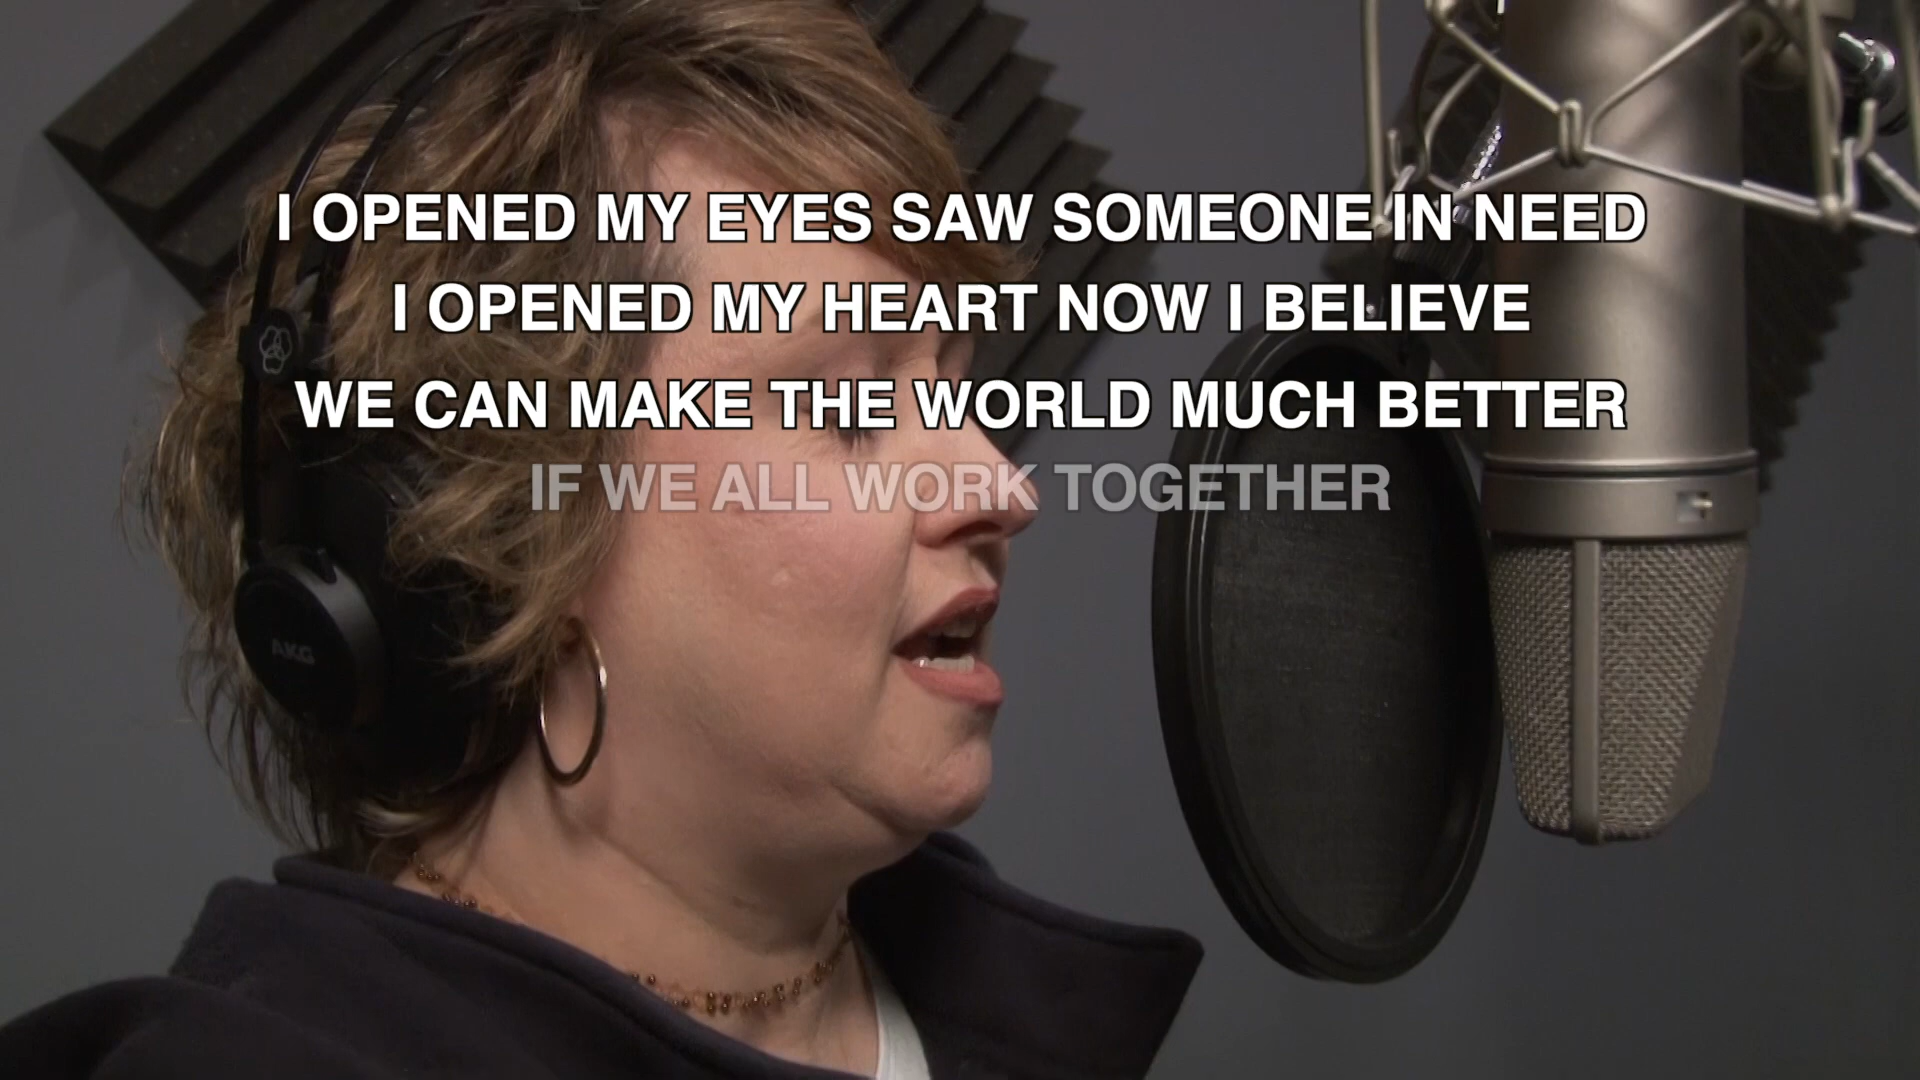 I OPENED MY EYES SAW SOMEONE IN NEED
I OPENED MY HEART NOW I BELIEVE
WE CAN MAKE THE WORLD MUCH BETTER
IF WE ALL WORK TOGETHER
AKG